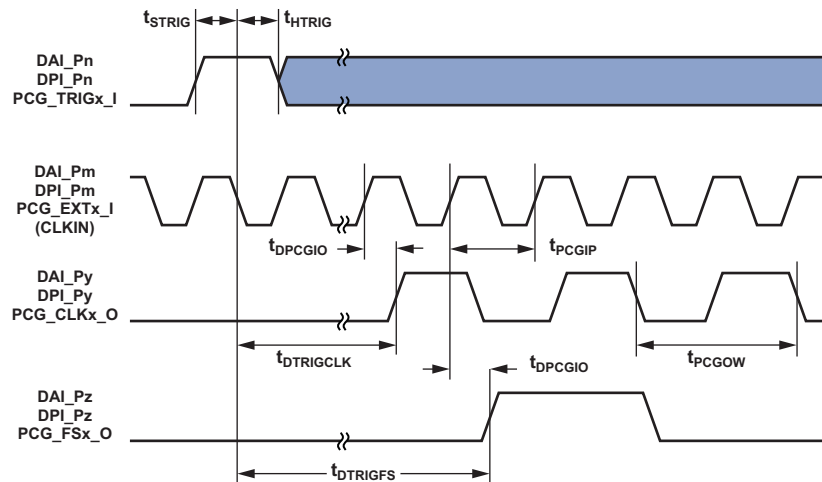 tSTRIG
tHTRIG
DAI_Pn
DPI_Pn
PCG_TRIGx_I
DAI_Pm
DPI_Pm
PCG_EXTx_I
(CLKIN)
tDPCGIO
tPCGIP
DAI_Py
DPI_Py
PCG_CLKx_O
tDTRIGCLK
tDPCGIO
tPCGOW
DAI_Pz
DPI_Pz
PCG_FSx_O
tDTRIGFS